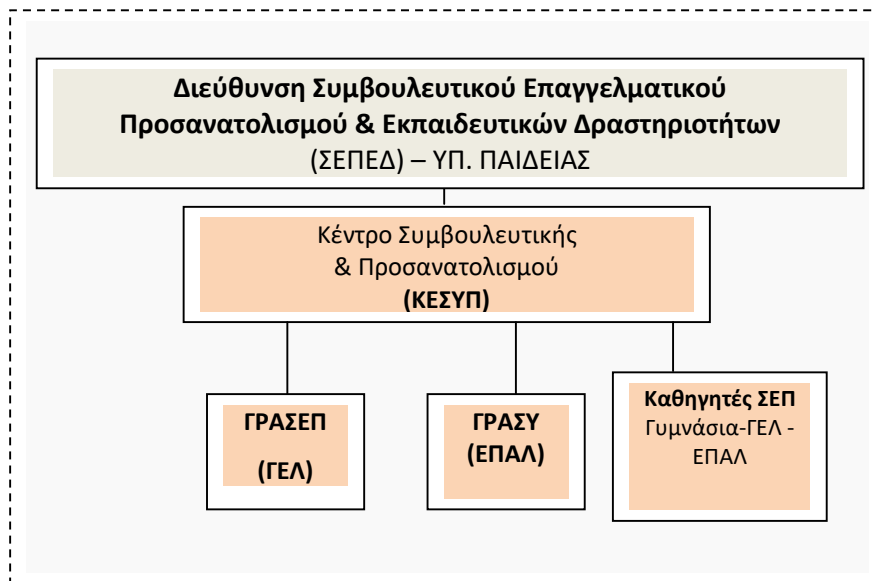 Διεύθυνση Συμβουλευτικού Επαγγελματικού
Προσανατολισμού & Εκπαιδευτικών Δραστηριοτήτων
(ΣΕΠΕΔ) – ΥΠ. ΠΑΙΔΕΙΑΣ
Κέντρο Συμβουλευτικής
& Προσανατολισμού
(ΚΕΣΥΠ)
ΓΡΑΣΕΠ
(ΓΕΛ)
ΓΡΑΣΥ
(ΕΠΑΛ)
Καθηγητές ΣΕΠ
Γυμνάσια-ΓΕΛ -
ΕΠΑΛ